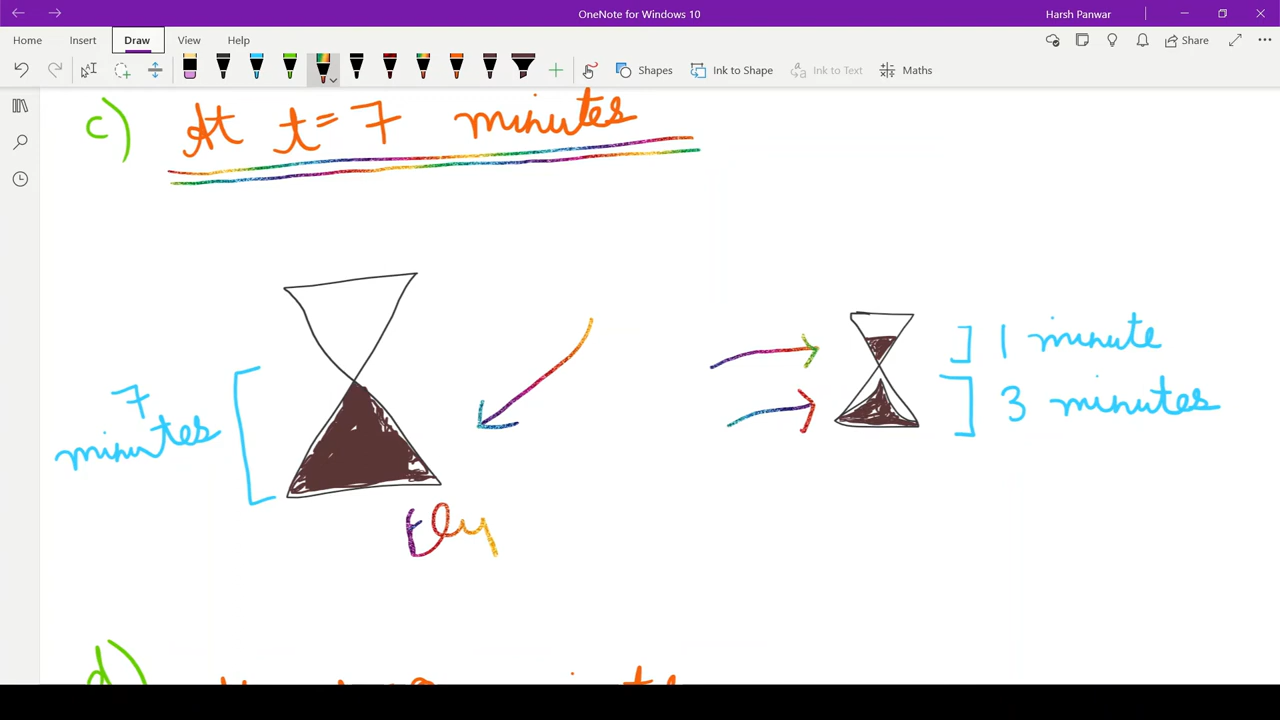 OneNote for Windows 10
Harsh Panwar
Home Insert Draw View Help
Share
Shapes Ink to Shape Ink to Text Maths
c) At t = 7 minutes
1 minute
7 minutes
3 minutes
d)